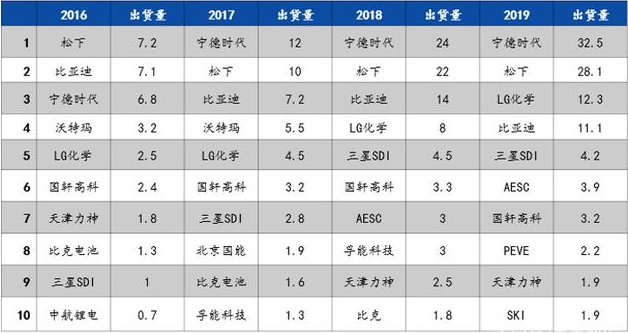 2016 出货量 2017 出货量 2018 出货量 2019 出货量
1 松下 7.2 宁德时代 12 宁德时代 24 宁德时代 32.5
2 比亚迪 7.1 松下 10 松下 22 松下 28.1
3 宁德时代 6.8 比亚迪 7.2 比亚迪 14 LG化学 12.3
4 沃特玛 3.2 沃特玛 5.5 LG化学 8 比亚迪 11.1
5 LG化学 2.5 LG化学 4.5 三星SDI 4.5 三星SDI 4.2
6 国轩高科 2.4 国轩高科 3.2 国轩高科 3.3 AESC 3.9
7 天津力神 1.8 三星SDI 2.8 AESC 3 国轩高科 3.2
8 比克电池 1.3 北京国能 1.9 孚能科技 3 PEVE 2.2
9 三星SDI 1 比克电池 1.6 天津力神 2.5 天津力神 1.9
10 中航锂电 0.7 孚能科技 1.3 比克 1.8 SKI 1.9